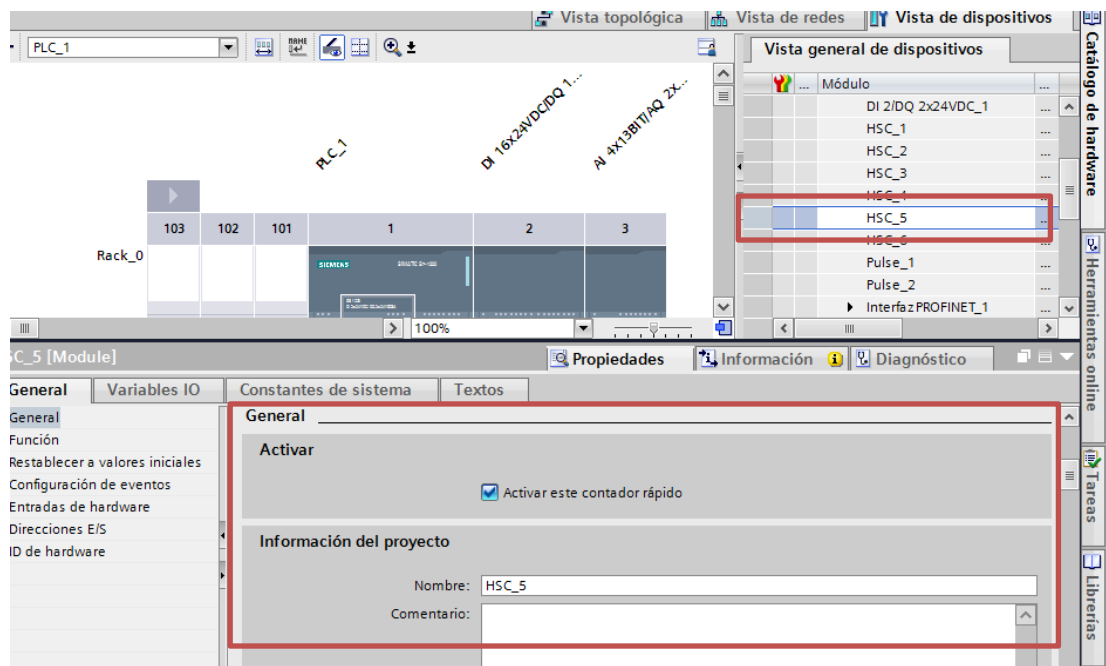 Vista topológica
Vista de redes
Vista de dispositivos
PLC_1
NAME
Vista general de dispositivos
PLC_1
DI 16x24VDC/DQ 1...
AI 4x13BIT/AQ 2x...
... Módulo ...
DI 2/DQ 2x24VDC_1 ...
HSC_1 ...
HSC_2 ...
HSC_3 ...
HSC_4 ...
HSC_5 ...
HSC_6 ...
Pulse_1 ...
Pulse_2 ...
Interfaz PROFINET_1 ...
103 102 101 1 2 3
Rack_0
SIEMENS
100%
C_5 [Module]
Propiedades
Información
Diagnóstico
General
Variables IO
Constantes de sistema
Textos
General
Función
Restablecer a valores iniciales
Configuración de eventos
Entradas de hardware
Direcciones E/S
ID de hardware
General
Activar
Activar este contador rápido
Información del proyecto
Nombre: HSC_5
Comentario:
Catálogo de hardware
Herramientas online
Tareas
Librerías